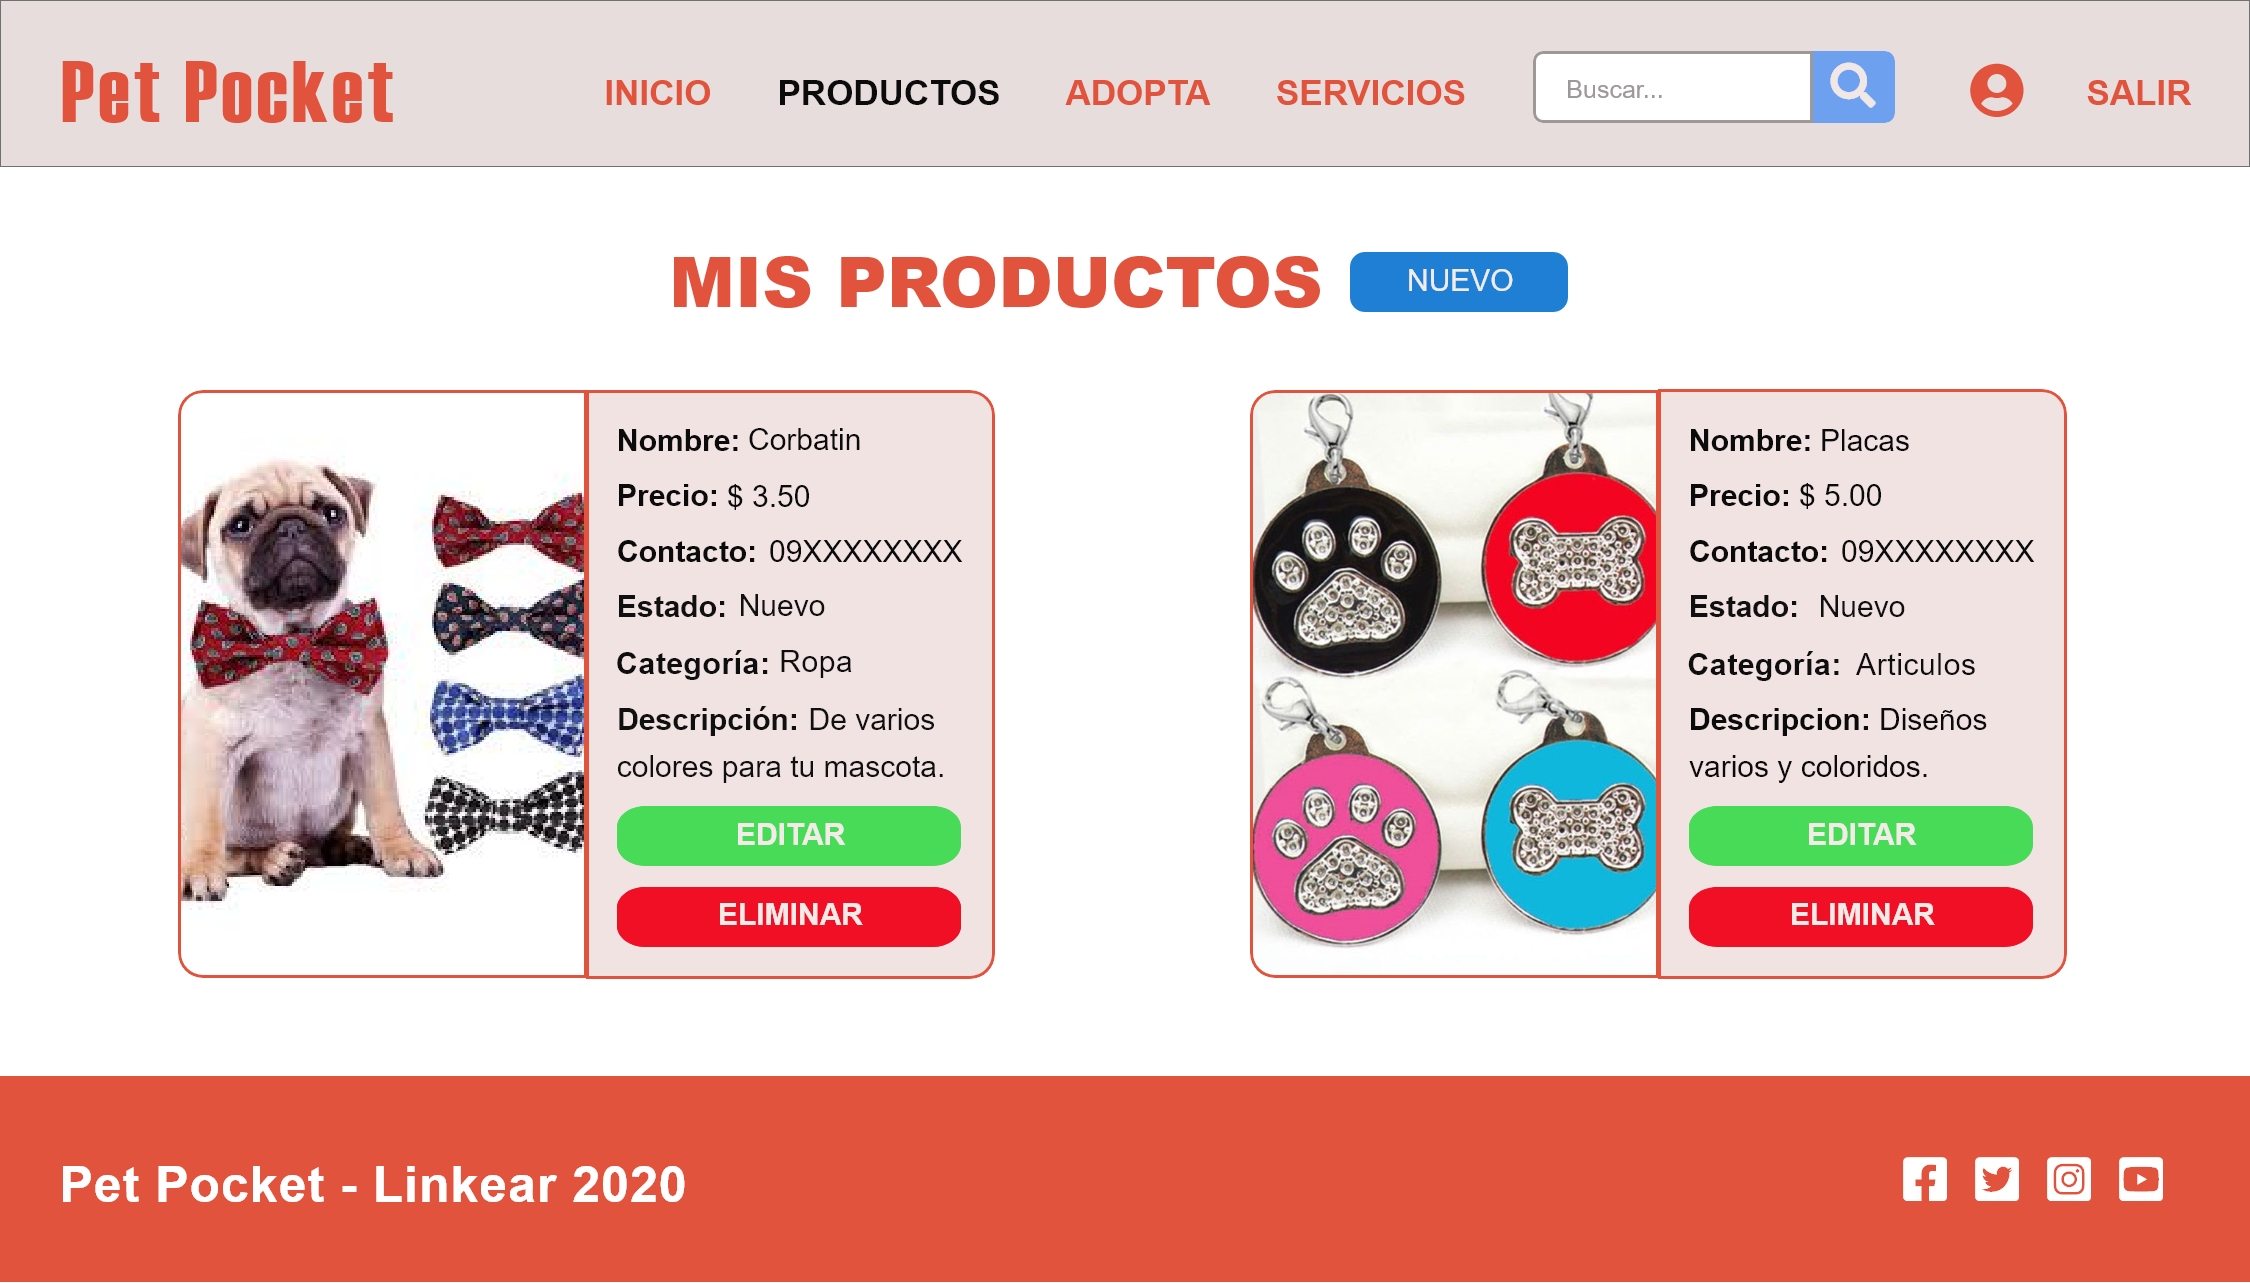 Pet Pocket
INICIO
PRODUCTOS
ADOPTA
SERVICIOS
Buscar...
SALIR
MIS PRODUCTOS
NUEVO
Nombre: Corbatin
Precio: $ 3.50
Contacto: 09XXXXXXXX
Estado: Nuevo
Categoría: Ropa
Descripción: De varios
colores para tu mascota.
EDITAR
ELIMINAR
Nombre: Placas
Precio: $ 5.00
Contacto: 09XXXXXXXX
Estado: Nuevo
Categoría: Articulos
Descripcion: Diseños
varios y coloridos.
EDITAR
ELIMINAR
Pet Pocket - Linkear 2020